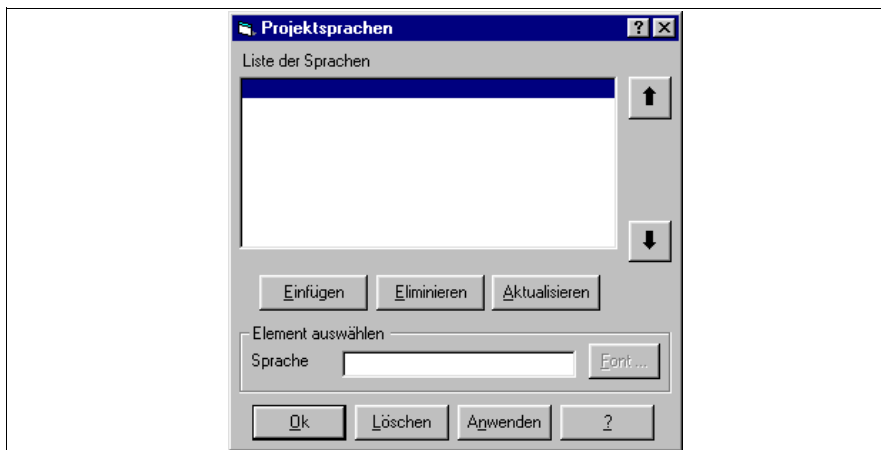 Projektsprachen ? X
Liste der Sprachen
Einfügen Eliminieren Aktualisieren
Element auswählen
Sprache Font...
Ok Löschen Anwenden ?